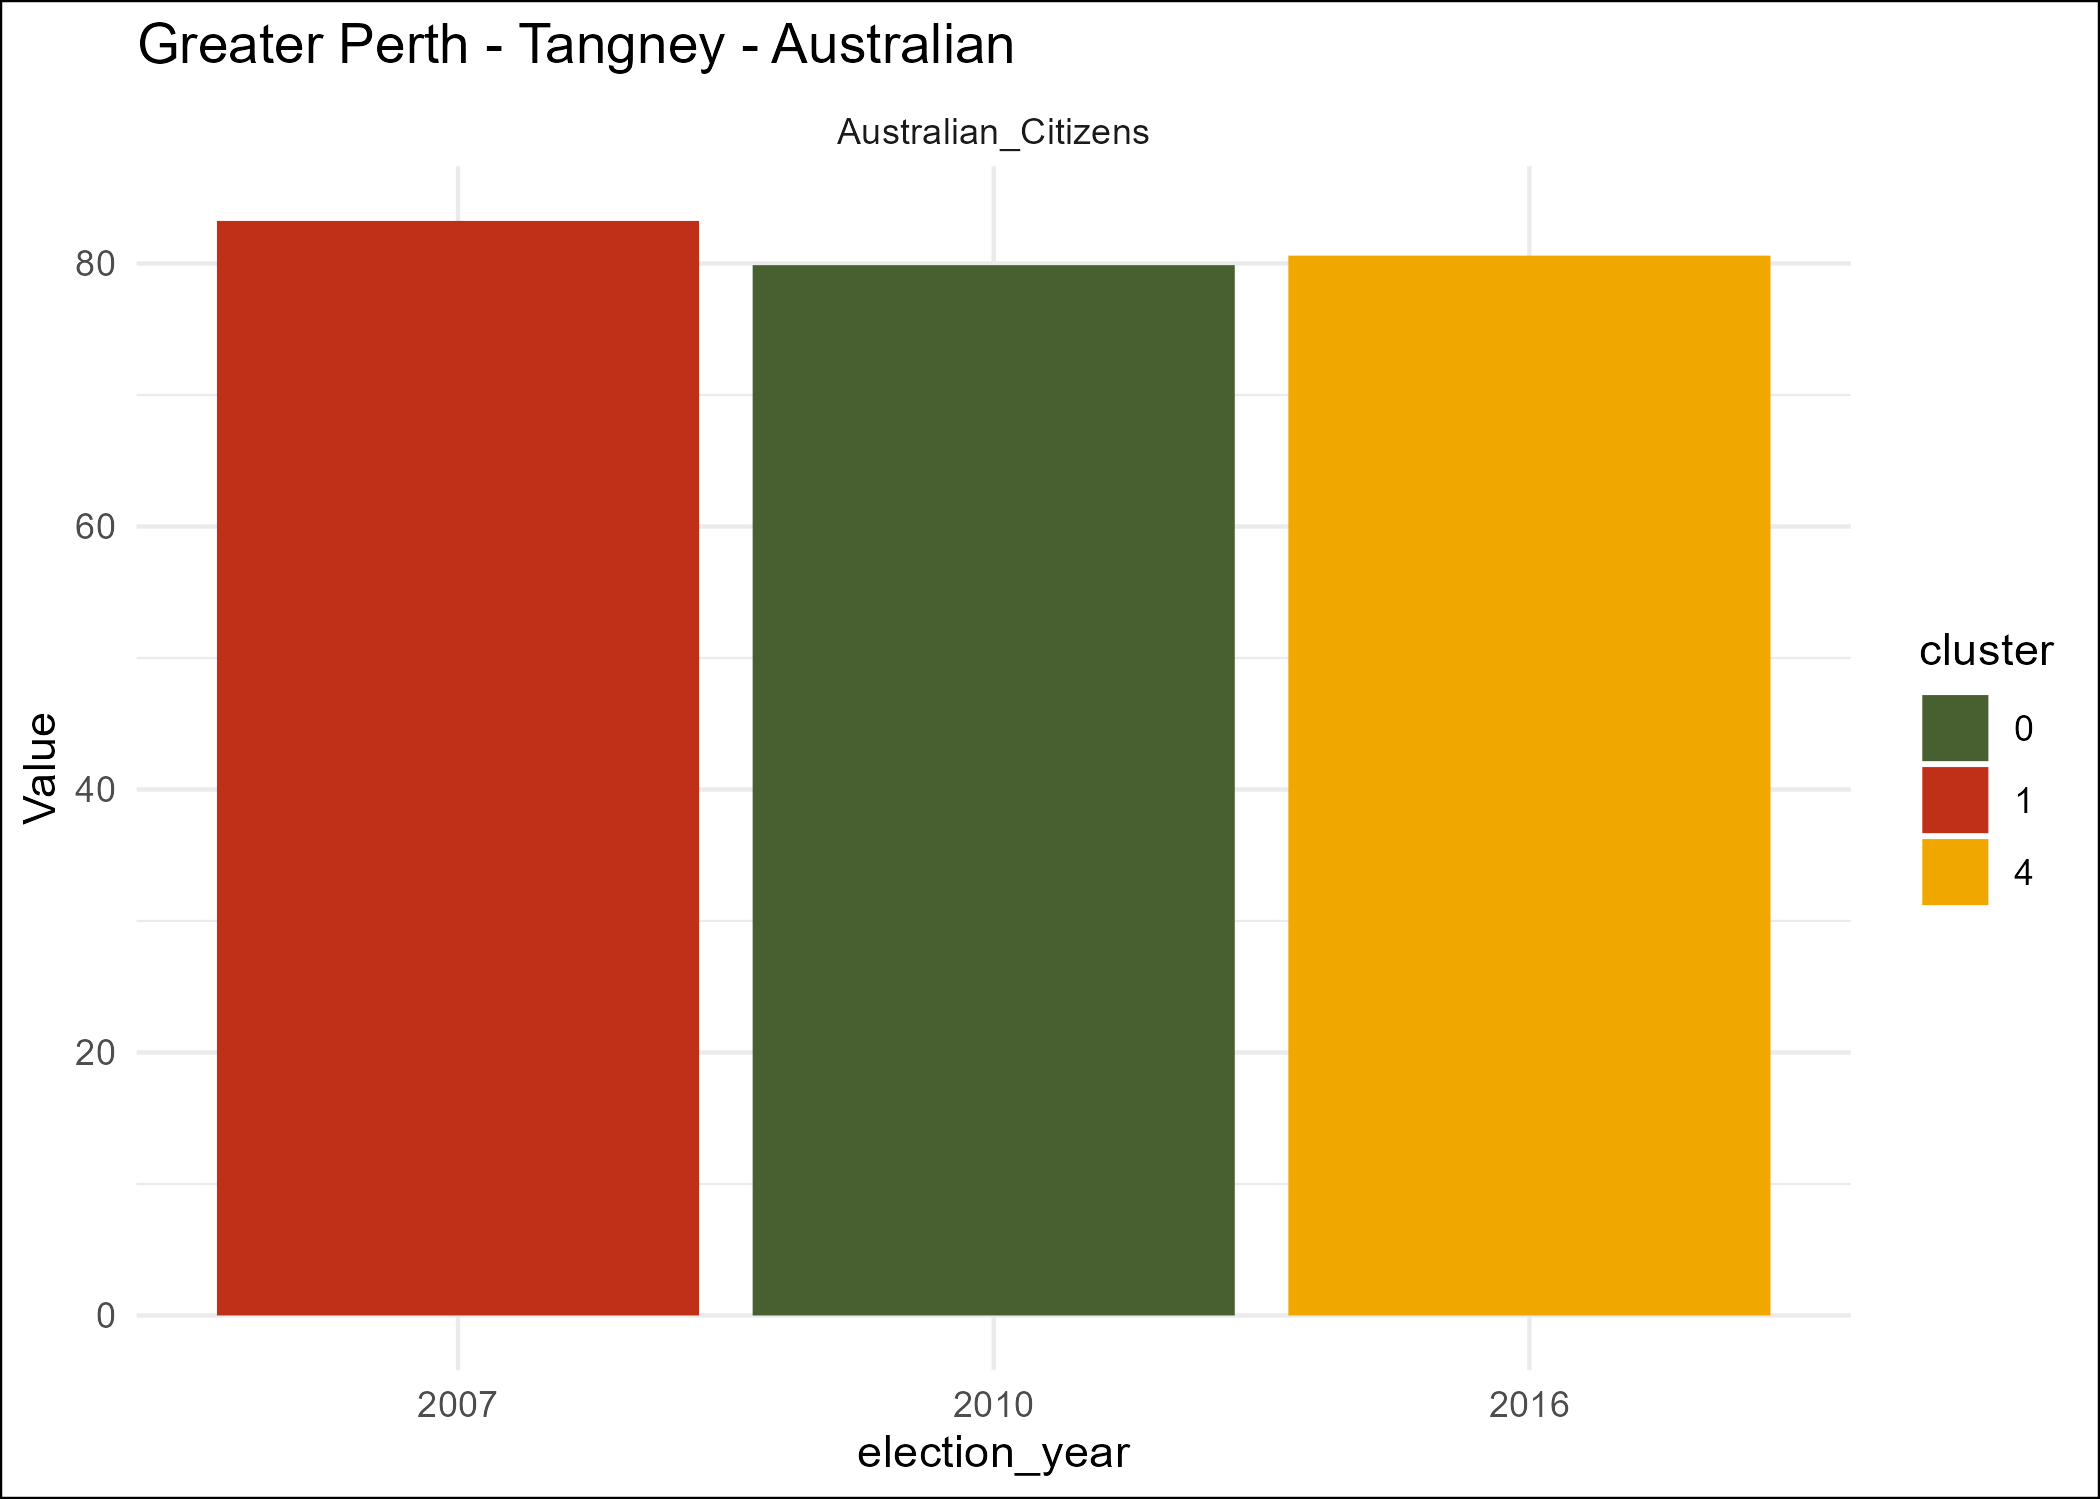 Greater Perth - Tangney - Australian
Australian_Citizens
80
60
40
20
0
Value
2007 2010 2016
election_year
cluster
0
1
4